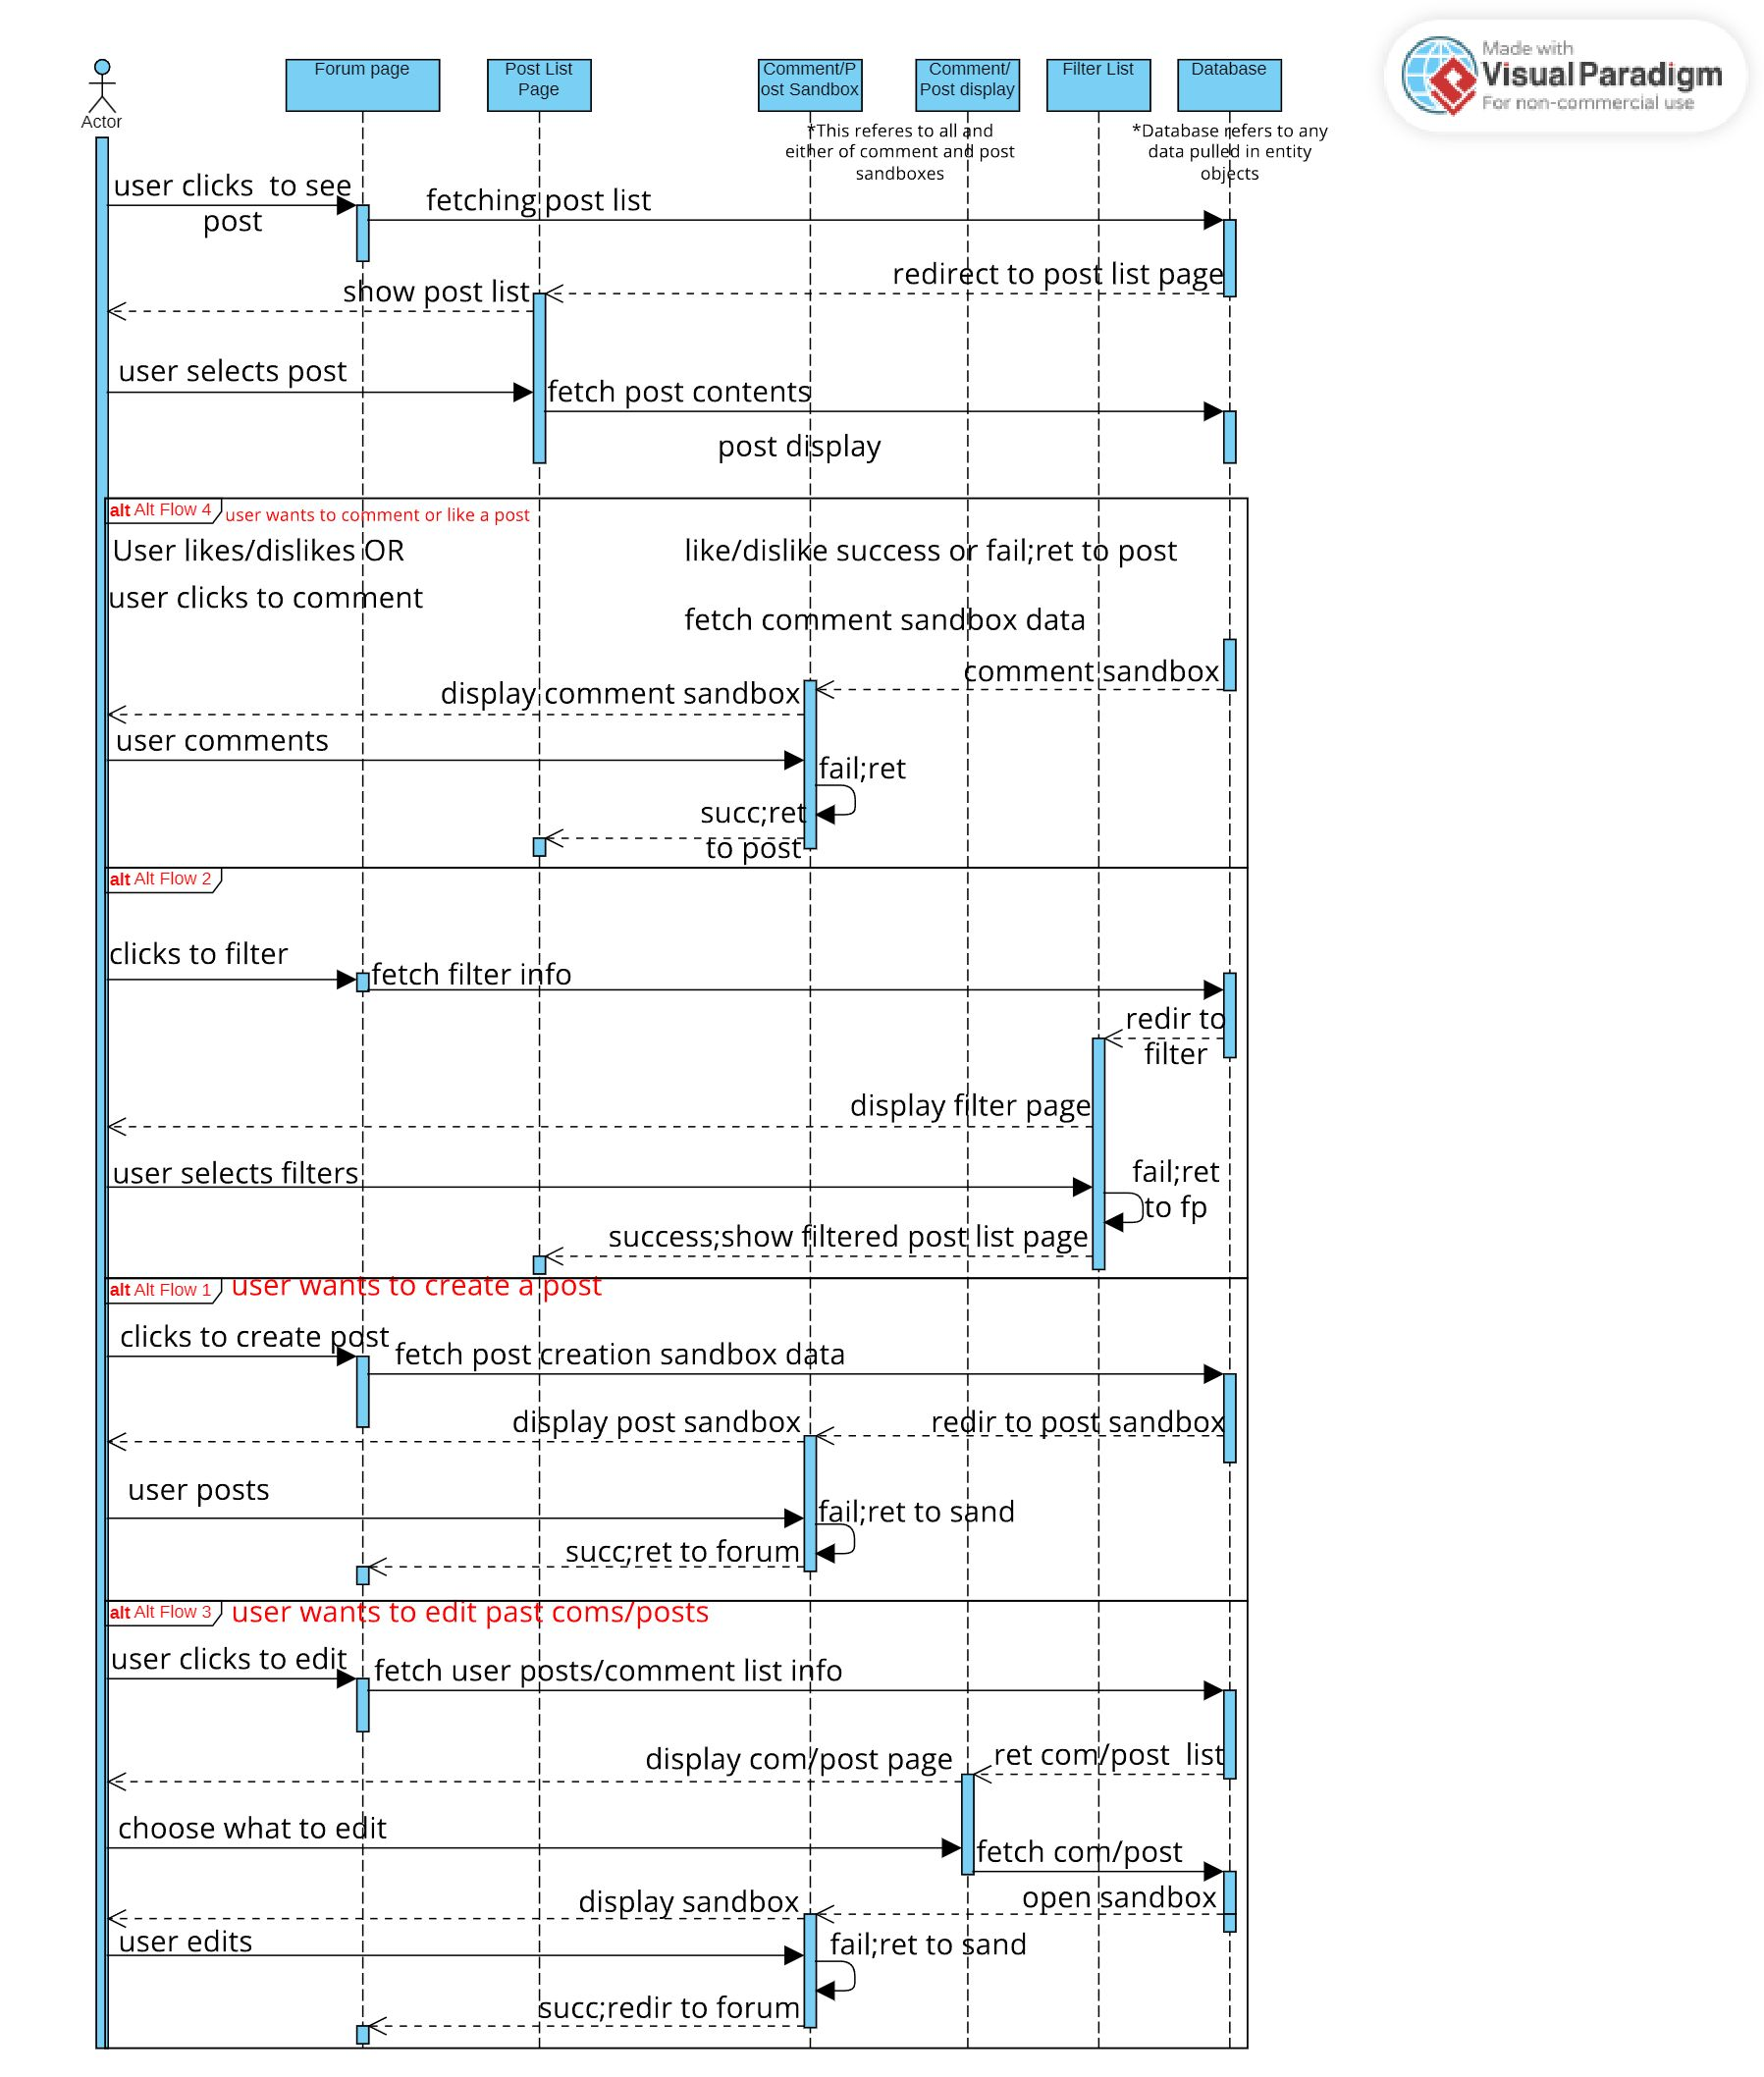 Made with
Visual Paradigm
For non-commercial use
Actor
Forum page
Post List
Page
Comment/P
ost Sandbox
Comment/
Post display
Filter List
Database
*This referes to all and
either of comment and post
sandboxes
*Database refers to any
data pulled in entity
objects
user clicks  to see
post
fetching post list
redirect to post list page
show post list
user selects post
fetch post contents
post display
alt Alt Flow 4
user wants to comment or like a post
User likes/dislikes OR
like/dislike success or fail;ret to post
user clicks to comment
fetch comment sandbox data
comment sandbox
display comment sandbox
user comments
fail;ret
succ;ret
to post
alt Alt Flow 2
clicks to filter
fetch filter info
redir to
filter
display filter page
user selects filters
fail;ret
to fp
success;show filtered post list page
alt Alt Flow 1
user wants to create a post
clicks to create post
fetch post creation sandbox data
display post sandbox
redir to post sandbox
user posts
fail;ret to sand
succ;ret to forum
alt Alt Flow 3
user wants to edit past coms/posts
user clicks to edit
fetch user posts/comment list info
display com/post page
ret com/post  list
choose what to edit
fetch com/post
display sandbox
open sandbox
user edits
fail;ret to sand
succ;redir to forum